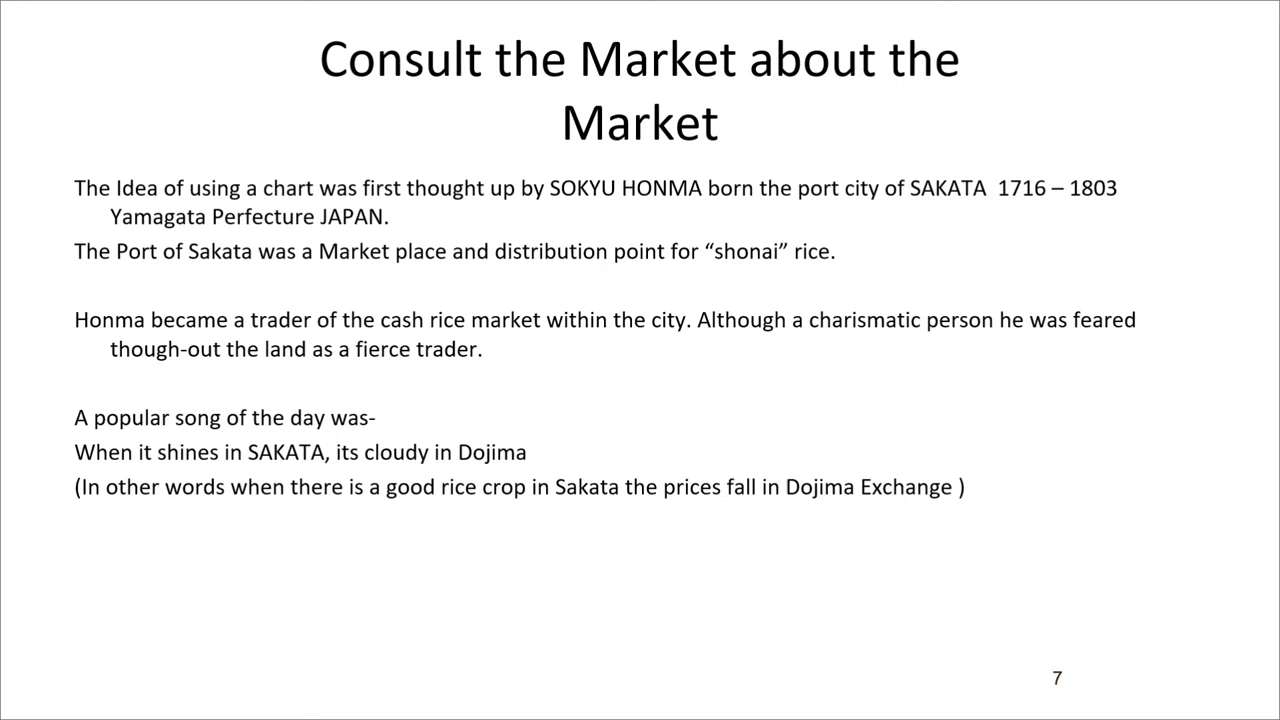 Consult the Market about the
Market
The Idea of using a chart was first thought up by SOKYU HONMA born the port city of SAKATA  1716 – 1803
Yamagata Perfecture JAPAN.
The Port of Sakata was a Market place and distribution point for “shonai” rice.
Honma became a trader of the cash rice market within the city. Although a charismatic person he was feared
though-out the land as a fierce trader.
A popular song of the day was-
When it shines in SAKATA, its cloudy in Dojima
(In other words when there is a good rice crop in Sakata the prices fall in Dojima Exchange )
7